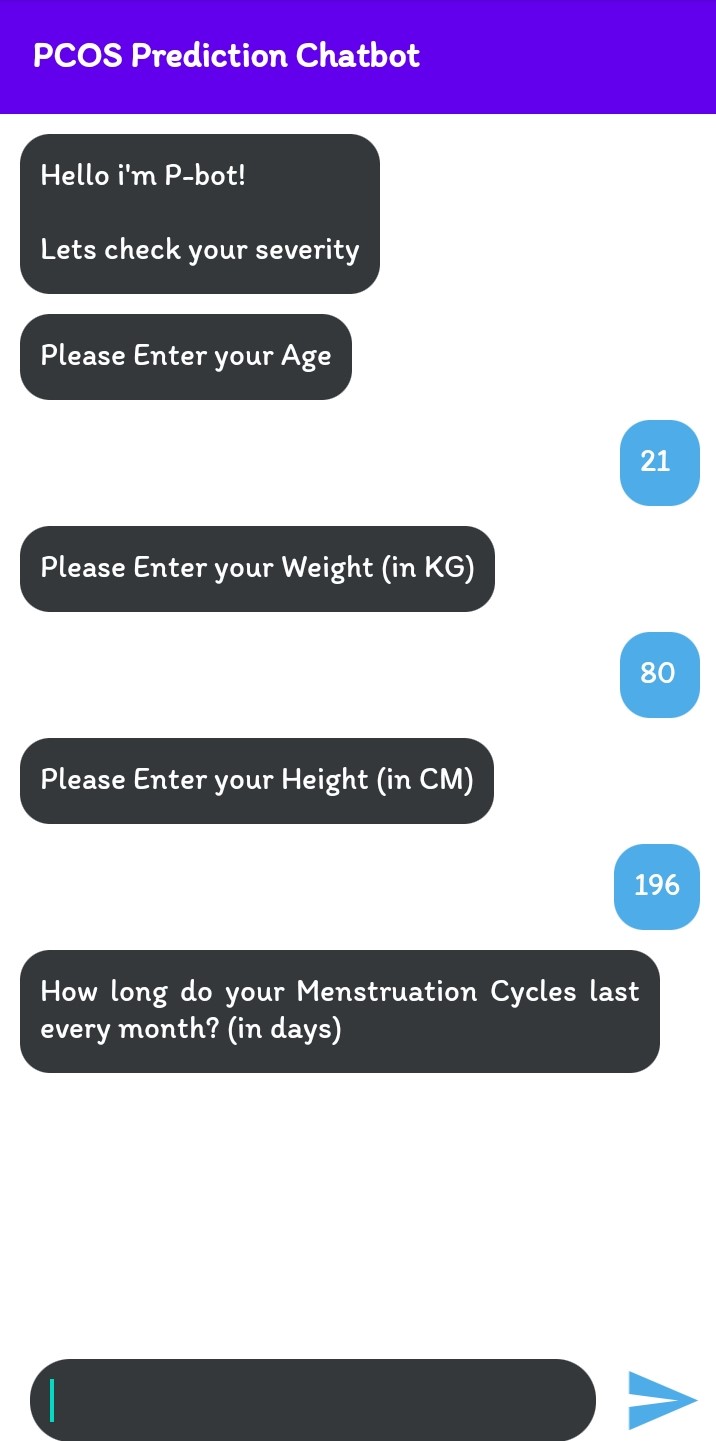 PCOS Prediction Chatbot
Hello i'm P-bot!
Lets check your severity
Please Enter your Age
21
Please Enter your Weight (in KG)
80
Please Enter your Height (in CM)
196
How long do your Menstruation Cycles last
every month? (in days)